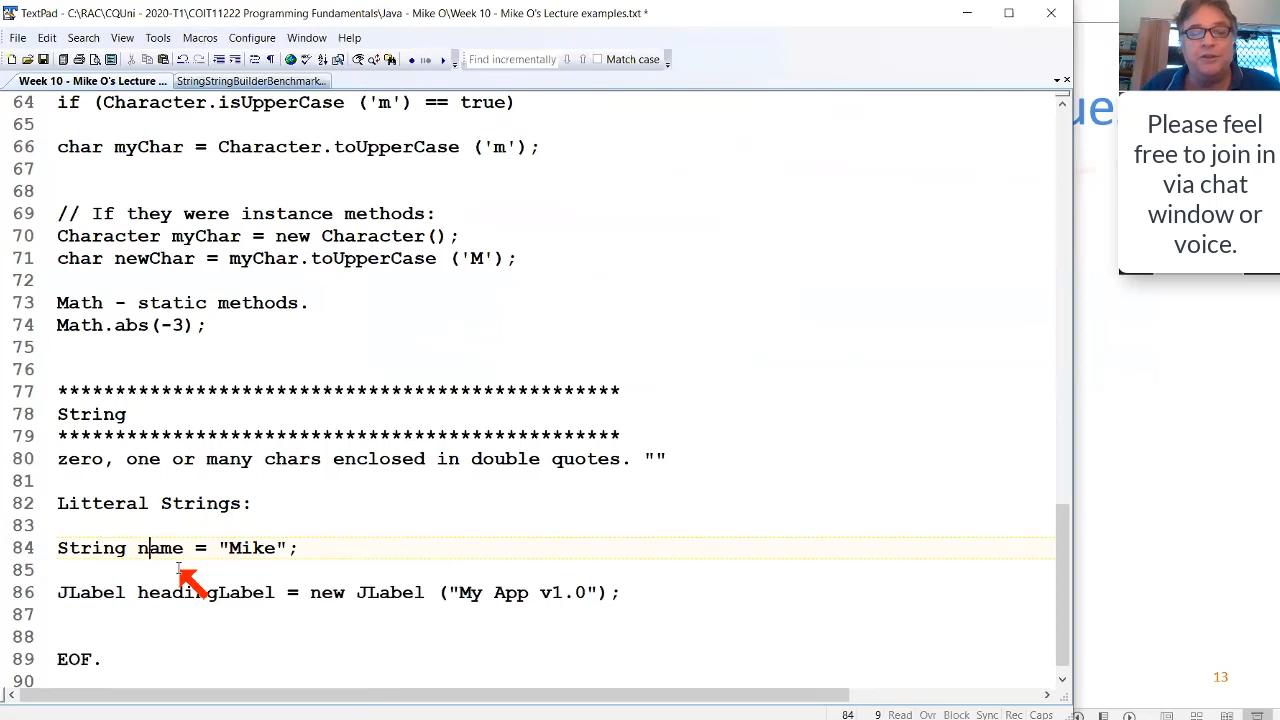 TextPad - C:\RAC\CQUni - 2020-T1\COIT11222 Programming Fundamentals\Java - Mike O\Week 10 - Mike O's Lecture examples.txt *
File Edit Search View Tools Macros Configure Window Help
Find incrementally Match case
Week 10 - Mike O's Lecture ... StringStringBuilderBenchmark...
64 if (Character.isUpperCase ('m') == true)
65
66 char myChar = Character.toUpperCase ('m');
67
68
69 // If they were instance methods:
70 Character myChar = new Character();
71 char newChar = myChar.toUpperCase ('M');
72
73 Math - static methods.
74 Math.abs(-3);
75
76
77 *************************************************
78 String
79 *************************************************
80 zero, one or many chars enclosed in double quotes. ""
81
82 Litteral Strings:
83
84 String name = "Mike";
85
86 JLabel headingLabel = new JLabel ("My App v1.0");
87
88
89 EOF.
90
84 9 Read Ovr Block Sync Rec Caps
ue
Please feel
free to join in
via chat
window or
voice.
13